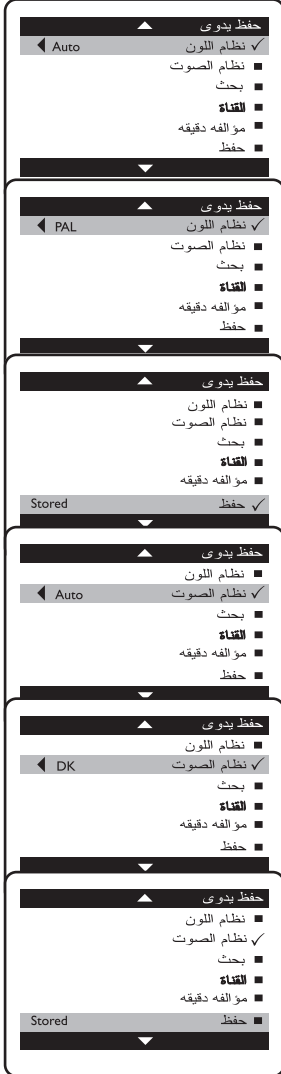 حفظ يدوى
نظام اللون Auto
نظام الصوت
بحث
القناة
مؤالفه دقيقه
حفظ
حفظ يدوى
نظام اللون PAL
نظام الصوت
بحث
القناة
مؤالفه دقيقه
حفظ
حفظ يدوى
نظام اللون
نظام الصوت
بحث
القناة
مؤالفه دقيقه
حفظ Stored
حفظ يدوى
نظام اللون
نظام الصوت Auto
بحث
القناة
مؤالفه دقيقه
حفظ
حفظ يدوى
نظام اللون
نظام الصوت DK
بحث
القناة
مؤالفه دقيقه
حفظ
حفظ يدوى
نظام اللون
نظام الصوت
بحث
القناة
مؤالفه دقيقه
حفظ Stored